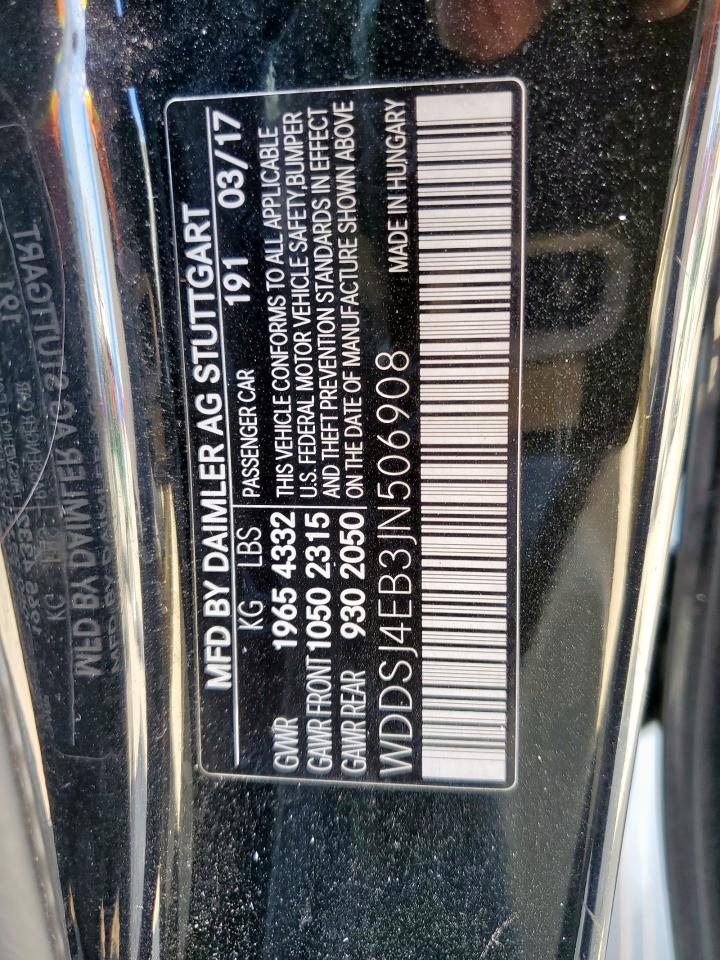 MFD BY DAIMLER AG STUTTGART
191 03/17
KG LBS PASSENGER CAR
GVWR 1965 4332 THIS VEHICLE CONFORMS TO ALL APPLICABLE
GAWR FRONT 1050 2315 U.S. FEDERAL MOTOR VEHICLE SAFETY,BUMPER
GAWR REAR 930 2050 AND THEFT PREVENTION STANDARDS IN EFFECT
ON THE DATE OF MANUFACTURE SHOWN ABOVE
WDDSJ4EB3JN506908 MADE IN HUNGARY